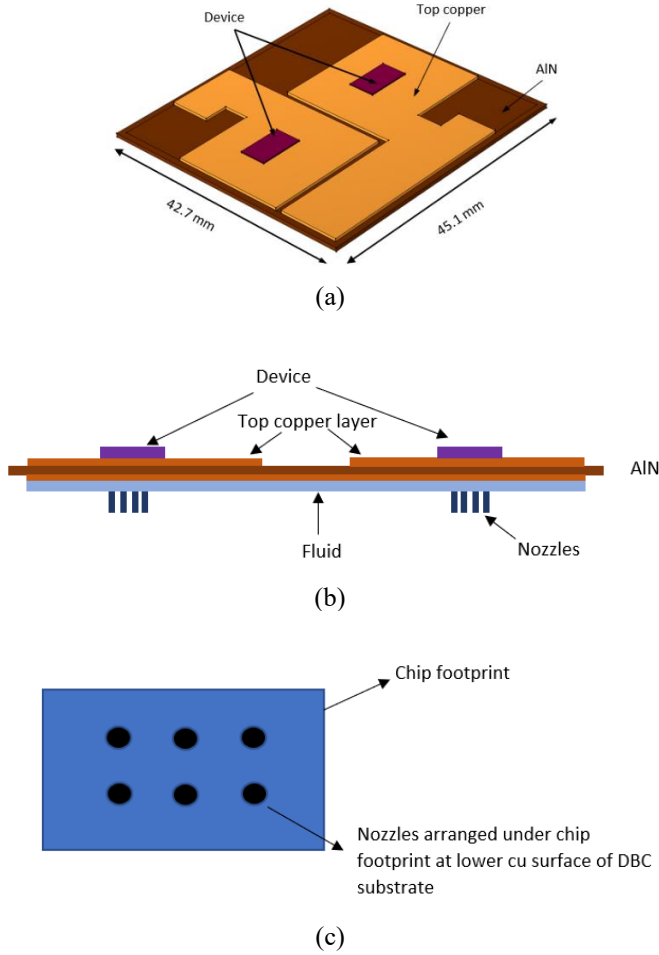 Device
Top copper
AlN
42.7 mm
45.1 mm
(a)
Device
Top copper layer
AlN
Fluid
Nozzles
(b)
Chip footprint
Nozzles arranged under chip
footprint at lower cu surface of DBC
substrate
(c)